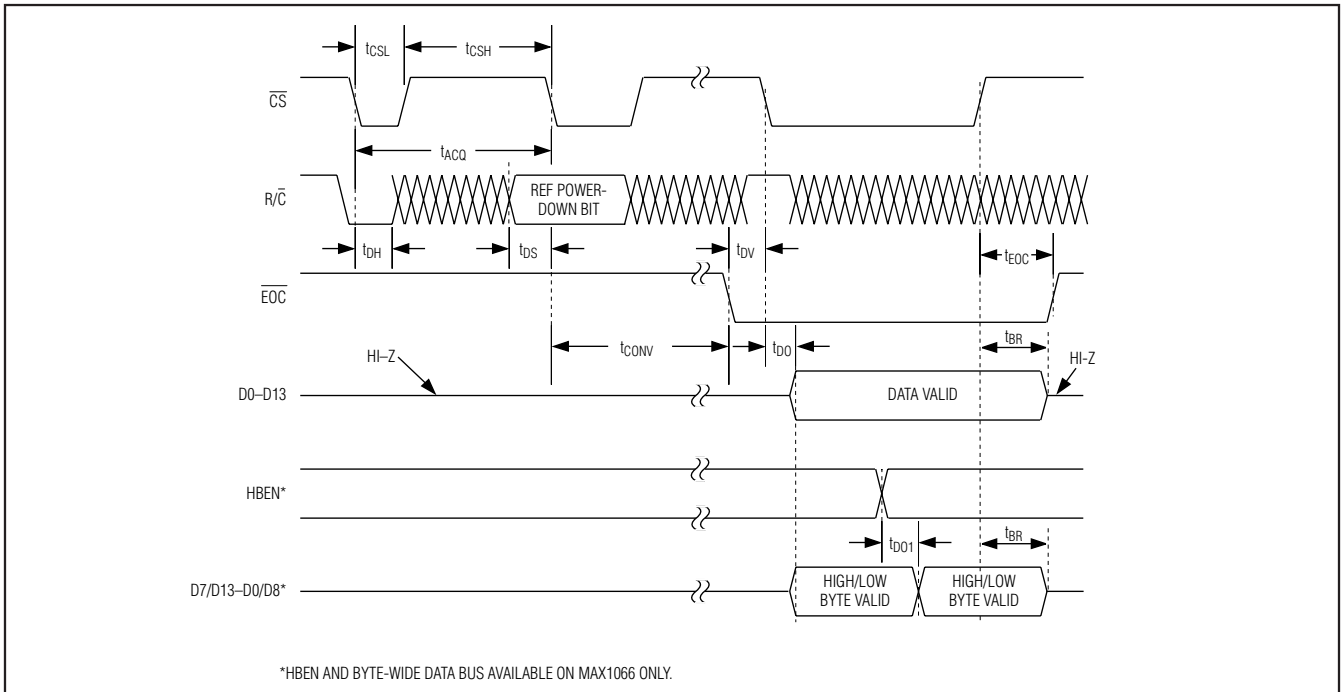 tCSL
tCSH
C̅S̅
tACQ
R/C̅
REF POWER-
DOWN BIT
tDH
tDS
tDV
tEOC
E̅O̅C̅
tCONV
tDO
tBR
HI–Z
HI-Z
D0–D13
DATA VALID
HBEN*
tDO1
tBR
D7/D13–D0/D8*
HIGH/LOW
BYTE VALID
HIGH/LOW
BYTE VALID
*HBEN AND BYTE-WIDE DATA BUS AVAILABLE ON MAX1066 ONLY.